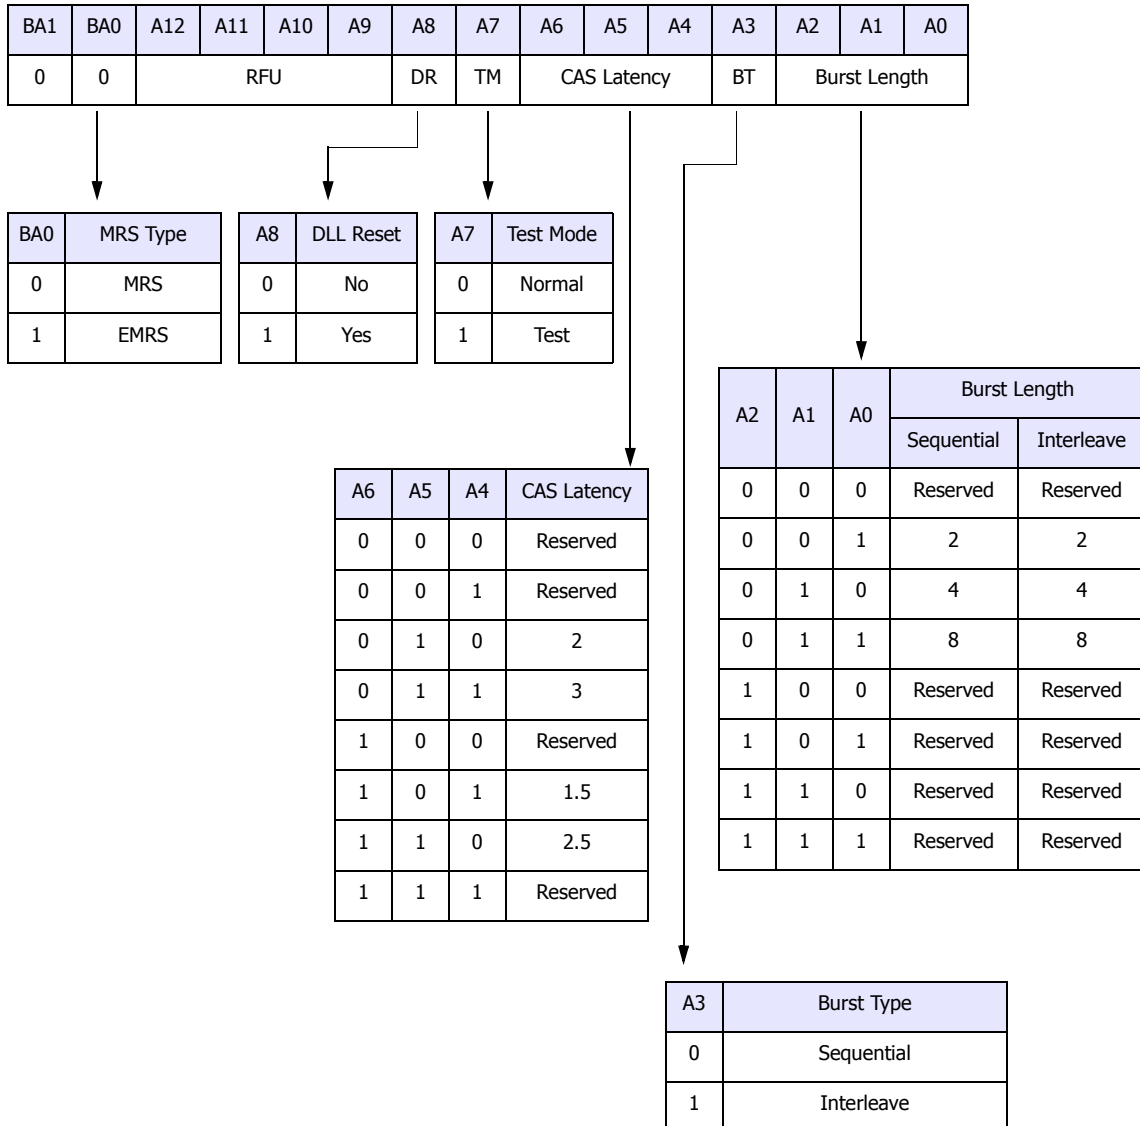 BA1 BA0 A12 A11 A10 A9 A8 A7 A6 A5 A4 A3 A2 A1 A0
0 0 RFU DR TM CAS Latency BT Burst Length
BA0 MRS Type
0 MRS
1 EMRS
A8 DLL Reset
0 No
1 Yes
A7 Test Mode
0 Normal
1 Test
A2 A1 A0 Burst Length
Sequential Interleave
0 0 0 Reserved Reserved
0 0 1 2 2
0 1 0 4 4
0 1 1 8 8
1 0 0 Reserved Reserved
1 0 1 Reserved Reserved
1 1 0 Reserved Reserved
1 1 1 Reserved Reserved
A6 A5 A4 CAS Latency
0 0 0 Reserved
0 0 1 Reserved
0 1 0 2
0 1 1 3
1 0 0 Reserved
1 0 1 1.5
1 1 0 2.5
1 1 1 Reserved
A3 Burst Type
0 Sequential
1 Interleave